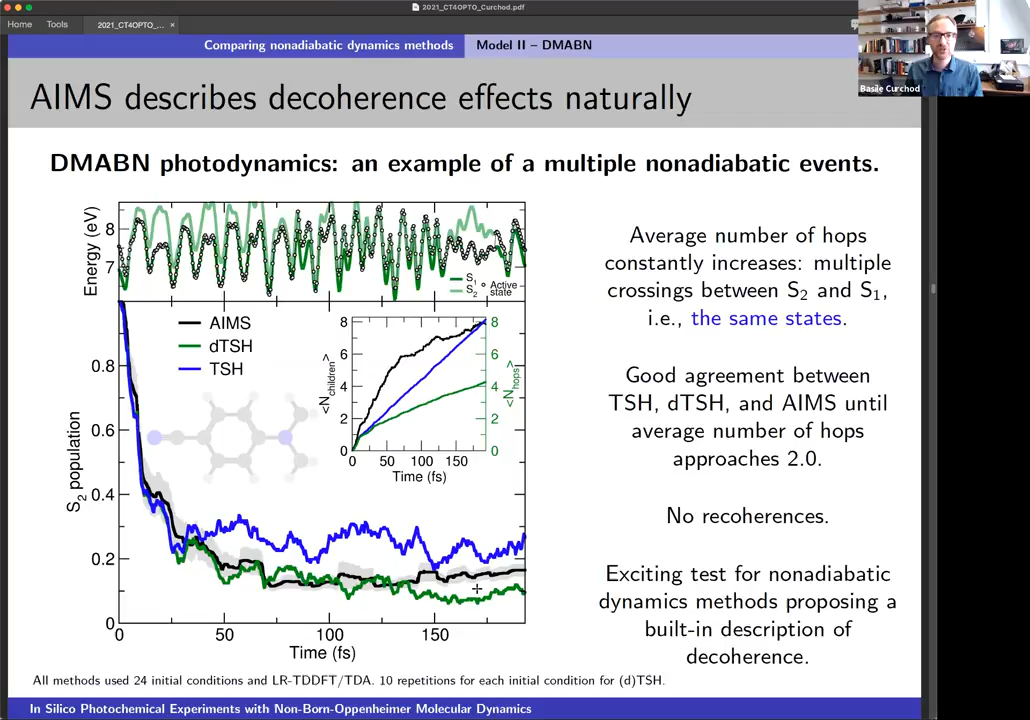 2021_CT4OPTO_Curchod.pdf
Home Tools 2021_CT4OPTO_... ×
Comparing nonadiabatic dynamics methods Model II – DMABN
Basile Curchod
AIMS describes decoherence effects naturally
DMABN photodynamics: an example of a multiple nonadiabatic events.
Energy (eV)
8
7
S1
S2
Active
state
AIMS
dTSH
TSH
S2 population
0.8
0.6
0.4
0.2
0
0 50 100 150
Time (fs)
<Nchildren>
8
6
4
2
0
8
6
4
2
0
<Nhops>
0 50 100 150
Time (fs)
Average number of hops
constantly increases: multiple
crossings between S2 and S1,
i.e., the same states.
Good agreement between
TSH, dTSH, and AIMS until
average number of hops
approaches 2.0.
No recoherences.
Exciting test for nonadiabatic
dynamics methods proposing a
built-in description of
decoherence.
All methods used 24 initial conditions and LR-TDDFT/TDA. 10 repetitions for each initial condition for (d)TSH.
In Silico Photochemical Experiments with Non-Born-Oppenheimer Molecular Dynamics